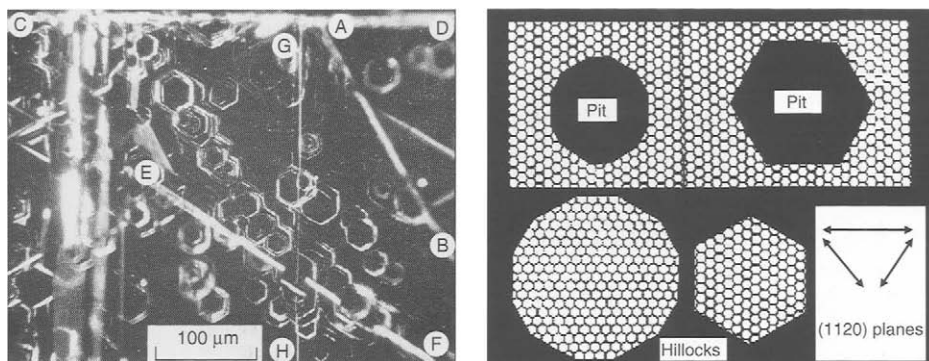 C
A
D
G
E
B
100 μm
H
F
Pit
Pit
(1120) planes
Hillocks